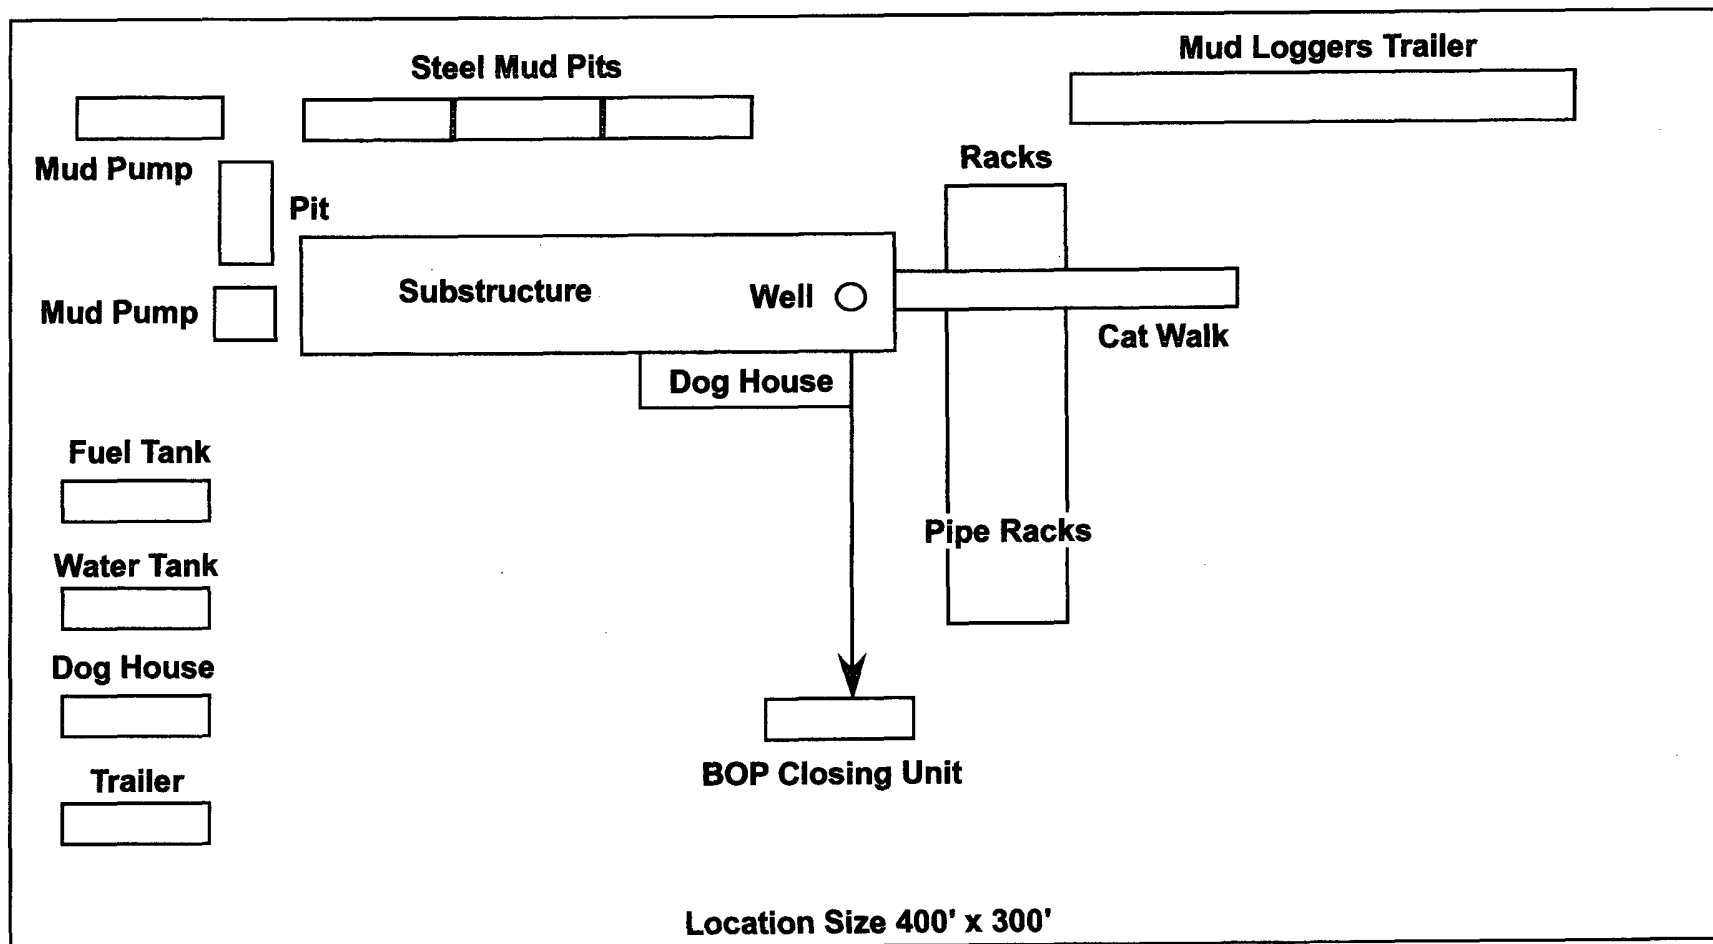 Steel Mud Pits
Mud Loggers Trailer
Mud Pump
Racks
Pit
Substructure
Well
Mud Pump
Cat Walk
Dog House
Fuel Tank
Pipe Racks
Water Tank
Dog House
Trailer
BOP Closing Unit
Location Size 400' x 300'